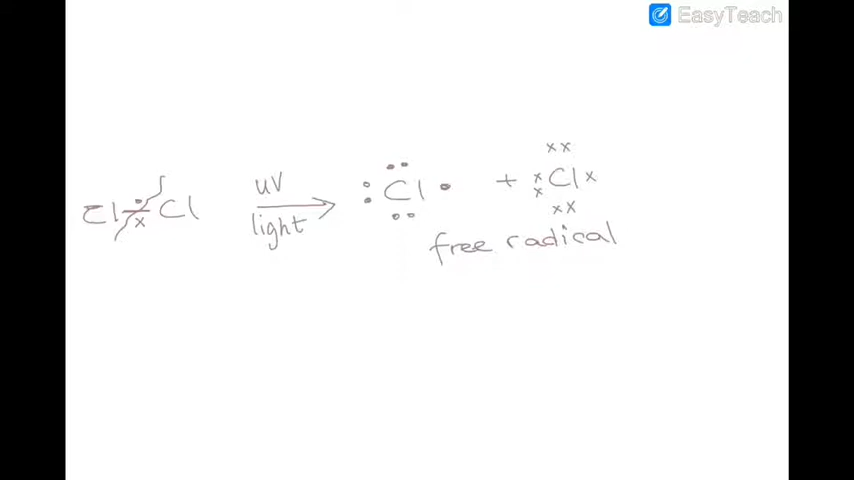 EasyTeach
Cl - Cl UV light → Cl • + Cl x
free radical